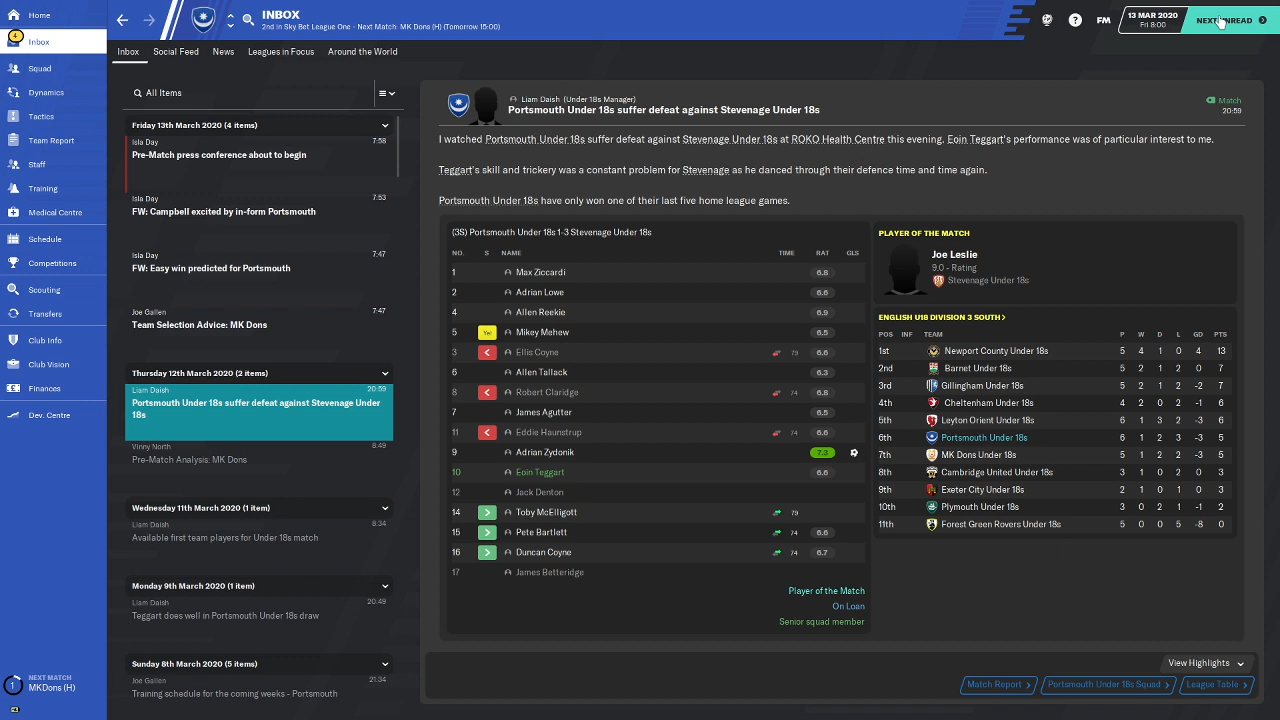 Home
4
Inbox
Squad
Dynamics
Tactics
Team Report
Staff
Training
Medical Centre
Schedule
Competitions
Scouting
Transfers
Club Info
Club Vision
Finances
Dev. Centre
1
NEXT MATCH
MKDons (H)
INBOX
2nd in Sky Bet League One - Next Match: MK Dons (H) (Tomorrow 15:00)
?
FM
13 MAR 2020
Fri 8:00
NEXT UNREAD
Inbox
Social Feed
News
Leagues in Focus
Around the World
All Items
Friday 13th March 2020 (4 items)
Isla Day 7:58
Pre-Match press conference about to begin
Isla Day 7:53
FW: Campbell excited by in-form Portsmouth
Isla Day 7:47
FW: Easy win predicted for Portsmouth
Joe Gallen 7:47
Team Selection Advice: MK Dons
Thursday 12th March 2020 (2 items)
Liam Daish 20:59
Portsmouth Under 18s suffer defeat against Stevenage Under 18s
Vinny North 8:49
Pre-Match Analysis: MK Dons
Wednesday 11th March 2020 (1 item)
Liam Daish 8:34
Available first team players for Under 18s match
Monday 9th March 2020 (1 item)
Liam Daish 20:49
Teggart does well in Portsmouth Under 18s draw
Sunday 8th March 2020 (5 items)
Joe Gallen 21:34
Training schedule for the coming weeks - Portsmouth
Liam Daish (Under 18s Manager)
Portsmouth Under 18s suffer defeat against Stevenage Under 18s
Match
20:59
I watched Portsmouth Under 18s suffer defeat against Stevenage Under 18s at ROKO Health Centre this evening. Eoin Teggart's performance was of particular interest to me.
Teggart's skill and trickery was a constant problem for Stevenage as he danced through their defence time and time again.
Portsmouth Under 18s have only won one of their last five home league games.
(3S) Portsmouth Under 18s 1-3 Stevenage Under 18s
NO. S NAME TIME RAT GLS
1 Max Ziccardi 6.8
2 Adrian Lowe 6.6
4 Allen Reekie 6.9
5 Yel Mikey Mehew 6.5
3 Ellis Coyne 79 6.6
6 Allen Tallack 6.3
8 Robert Claridge 74 6.8
7 James Agutter 6.5
11 Eddie Haunstrup 74 6.6
9 Adrian Zydonik 7.3
10 Eoin Teggart 6.6
12 Jack Denton
14 Toby McElligott 79
15 Pete Bartlett 74 6.6
16 Duncan Coyne 74 6.7
17 James Betteridge
Player of the Match
On Loan
Senior squad member
PLAYER OF THE MATCH
Joe Leslie
9.0 - Rating
Stevenage Under 18s
ENGLISH U18 DIVISION 3 SOUTH >
POS INF TEAM P W D L GD PTS
1st Newport County Under 18s 5 4 1 0 4 13
2nd Barnet Under 18s 5 2 1 2 0 7
3rd Gillingham Under 18s 5 2 1 2 -2 7
4th Cheltenham Under 18s 4 2 0 2 -1 6
5th Leyton Orient Under 18s 6 1 3 2 -3 6
6th Portsmouth Under 18s 6 1 2 3 -3 5
7th MK Dons Under 18s 5 1 2 2 -3 5
8th Cambridge United Under 18s 3 1 0 2 0 3
9th Exeter City Under 18s 2 1 0 1 0 3
10th Plymouth Under 18s 3 0 2 1 -1 2
11th Forest Green Rovers Under 18s 5 0 0 5 -8 0
View Highlights
Match Report >
Portsmouth Under 18s Squad >
League Table >